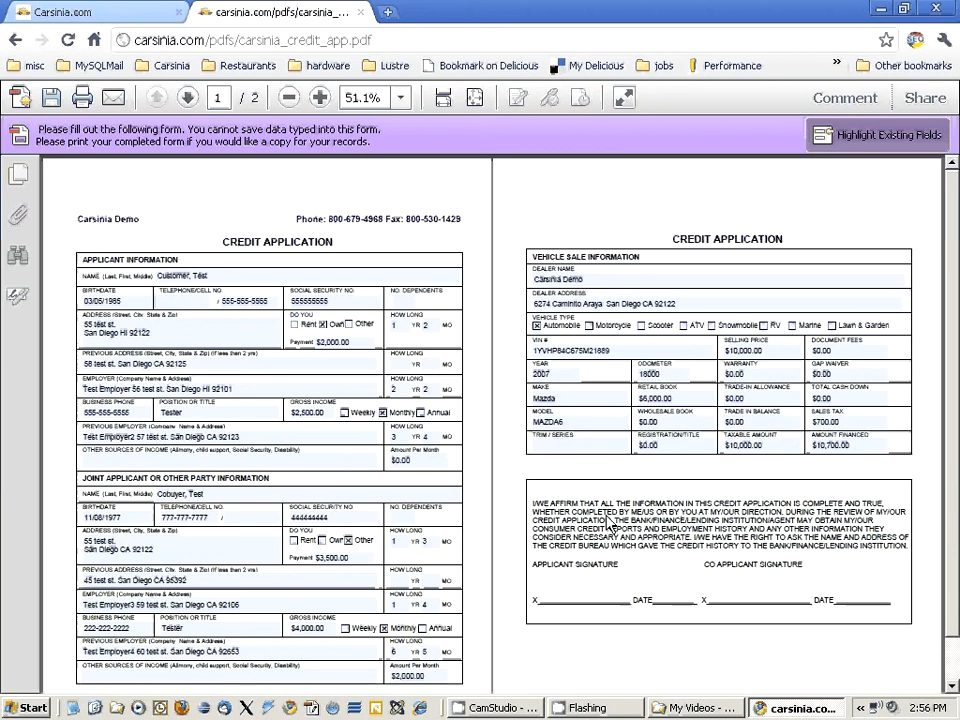 Carsinia.com
carsinia.com/pdfs/carsinia_...
carsinia.com/pdfs/carsinia_credit_app.pdf
misc MySQLMail Carsinia Restaurants hardware Lustre Bookmark on Delicious My Delicious jobs Performance » Other bookmarks
1 / 2 51.1% Comment Share
Please fill out the following form. You cannot save data typed into this form.
Please print your completed form if you would like a copy for your records.
Highlight Existing Fields
Carsinia Demo Phone: 800-679-4968 Fax: 800-530-1429
CREDIT APPLICATION
APPLICANT INFORMATION
NAME (Last, First, Middle) Customer, Test
BIRTHDATE TELEPHONE/CELL NO. SOCIAL SECURITY NO. NO. DEPENDENTS
03/05/1985 / 555-555-5555 555555555
ADDRESS (Street, City, State & Zip) DO YOU HOW LONG
55 test st. Rent Own Other 1 YR 2 MO
San Diego HI 92122
Payment $2,000.00
PREVIOUS ADDRESS (Street, City, State & Zip) (If less then 2 yrs) HOW LONG
58 test st. San Diego CA 92125 YR MO
EMPLOYER (Company Name & Address) HOW LONG
Test Employer 56 test st. San Diego HI 92101 2 YR 2 MO
BUSINESS PHONE POSITION OR TITLE GROSS INCOME
555-555-5555 Tester $2,500.00 Weekly Monthly Annual
PREVIOUS EMPLOYER (Company Name & Address) HOW LONG
Test Employer2 57 test st. San Diego CA 92123 3 YR 4 MO
OTHER SOURCES OF INCOME (Alimony, child support, Social Security, Disability) Amount Per Month
$0.00
JOINT APPLICANT OR OTHER PARTY INFORMATION
NAME (Last, First, Middle) Cobuyer, Test
BIRTHDATE TELEPHONE/CELL NO. SOCIAL SECURITY NO. NO. DEPENDENTS
11/08/1977 777-777-7777 / 444444444
ADDRESS (Street, City, State & Zip) DO YOU HOW LONG
55 test st. Rent Own Other 1 YR 3 MO
San Diego CA 92122
Payment $3,500.00
PREVIOUS ADDRESS (Street, City, State & Zip) (If less then 2 yrs) HOW LONG
45 test st. San Diego CA 95392 YR MO
EMPLOYER (Company Name & Address) HOW LONG
Test Employer3 59 test st. San Diego CA 92106 1 YR 4 MO
BUSINESS PHONE POSITION OR TITLE GROSS INCOME
222-222-2222 Tester $4,000.00 Weekly Monthly Annual
PREVIOUS EMPLOYER (Company Name & Address) HOW LONG
Test Employer4 60 test st. San Diego CA 92653 6 YR 5 MO
OTHER SOURCES OF INCOME (Alimony, child support, Social Security, Disability) Amount Per Month
$2,000.00
CREDIT APPLICATION
VEHICLE SALE INFORMATION
DEALER NAME
Carsinia Demo
DEALER ADDRESS
6274 Caminito Araya San Diego CA 92122
VEHICLE TYPE
Automobile Motorcycle Scooter ATV Snowmobile RV Marine Lawn & Garden
VIN # SELLING PRICE DOCUMENT FEES
1YVHP84C675M21889 $10,000.00 $0.00
YEAR ODOMETER WARRANTY GAP WAIVER
2007 18000 $0.00 $0.00
MAKE RETAIL BOOK TRADE-IN ALLOWANCE TOTAL CASH DOWN
Mazda $6,000.00 $0.00 $0.00
MODEL WHOLESALE BOOK TRADE IN BALANCE SALES TAX
MAZDA6 $0.00 $0.00 $700.00
TRIM / SERIES REGISTRATION/TITLE TAXABLE AMOUNT AMOUNT FINANCED
$0.00 $10,000.00 $10,700.00
I/WE AFFIRM THAT ALL THE INFORMATION IN THIS CREDIT APPLICATION IS COMPLETE AND TRUE,
WHETHER COMPLETED BY ME/US OR BY YOU AT MY/OUR DIRECTION. DURING THE REVIEW OF MY/OUR
CREDIT APPLICATION, THE BANK/FINANCE/LENDING INSTITUTION/AGENT MAY OBTAIN MY/OUR
CONSUMER CREDIT REPORTS AND EMPLOYMENT HISTORY AND ANY OTHER INFORMATION THEY
CONSIDER NECESSARY AND APPROPRIATE. I/WE HAVE THE RIGHT TO ASK THE NAME AND ADDRESS OF
THE CREDIT BUREAU WHICH GAVE THE CREDIT HISTORY TO THE BANK/FINANCE/LENDING INSTITUTION.
APPLICANT SIGNATURE CO APPLICANT SIGNATURE
X DATE X DATE
Start CamStudio - ... Flashing My Videos - ... carsinia.co... « 2:56 PM